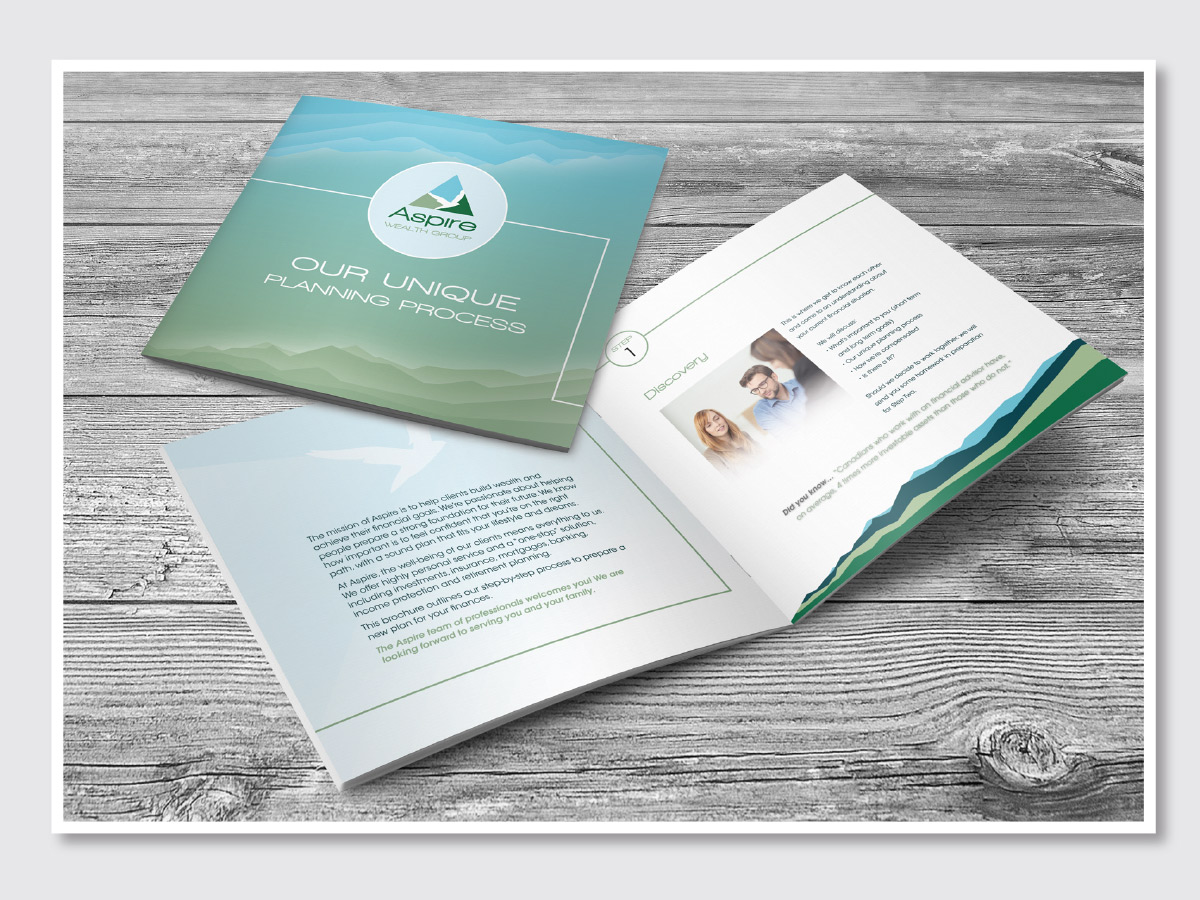 Aspire
WEALTH GROUP
OUR UNIQUE
PLANNING PROCESS
The mission of Aspire is to help clients build wealth and
achieve their financial goals. We're passionate about helping
people prepare a strong foundation for their future. We know
how important is to feel confident that you're on the right
path, with a sound plan that fits your lifestyle and dreams.
At Aspire, the well-being of our clients means everything to us
We offer highly personal service and a "one-stop" solution,
including investments, insurance, mortgages, banking,
income protection and retirement planning.
This brochure outlines our step-by-step process to prepare a
new plan for your finances.
The Aspire team of professionals welcomes you! We are
looking forward to serving you and your family.
STEP
1
Discovery
This is where we get to know each other
and come to an understanding about
your current financial situation.
We will discuss:
• What's important to you (short term
and long term goals)
• Our unique planning process
• How we're compensated
• Is there a fit?
Should we decide to work together, we will
send you some homework in preparation
for Step Two.
Did you know... "Canadians who work with an financial advisor have,
on average, 4 times more investable assets than those who do not."